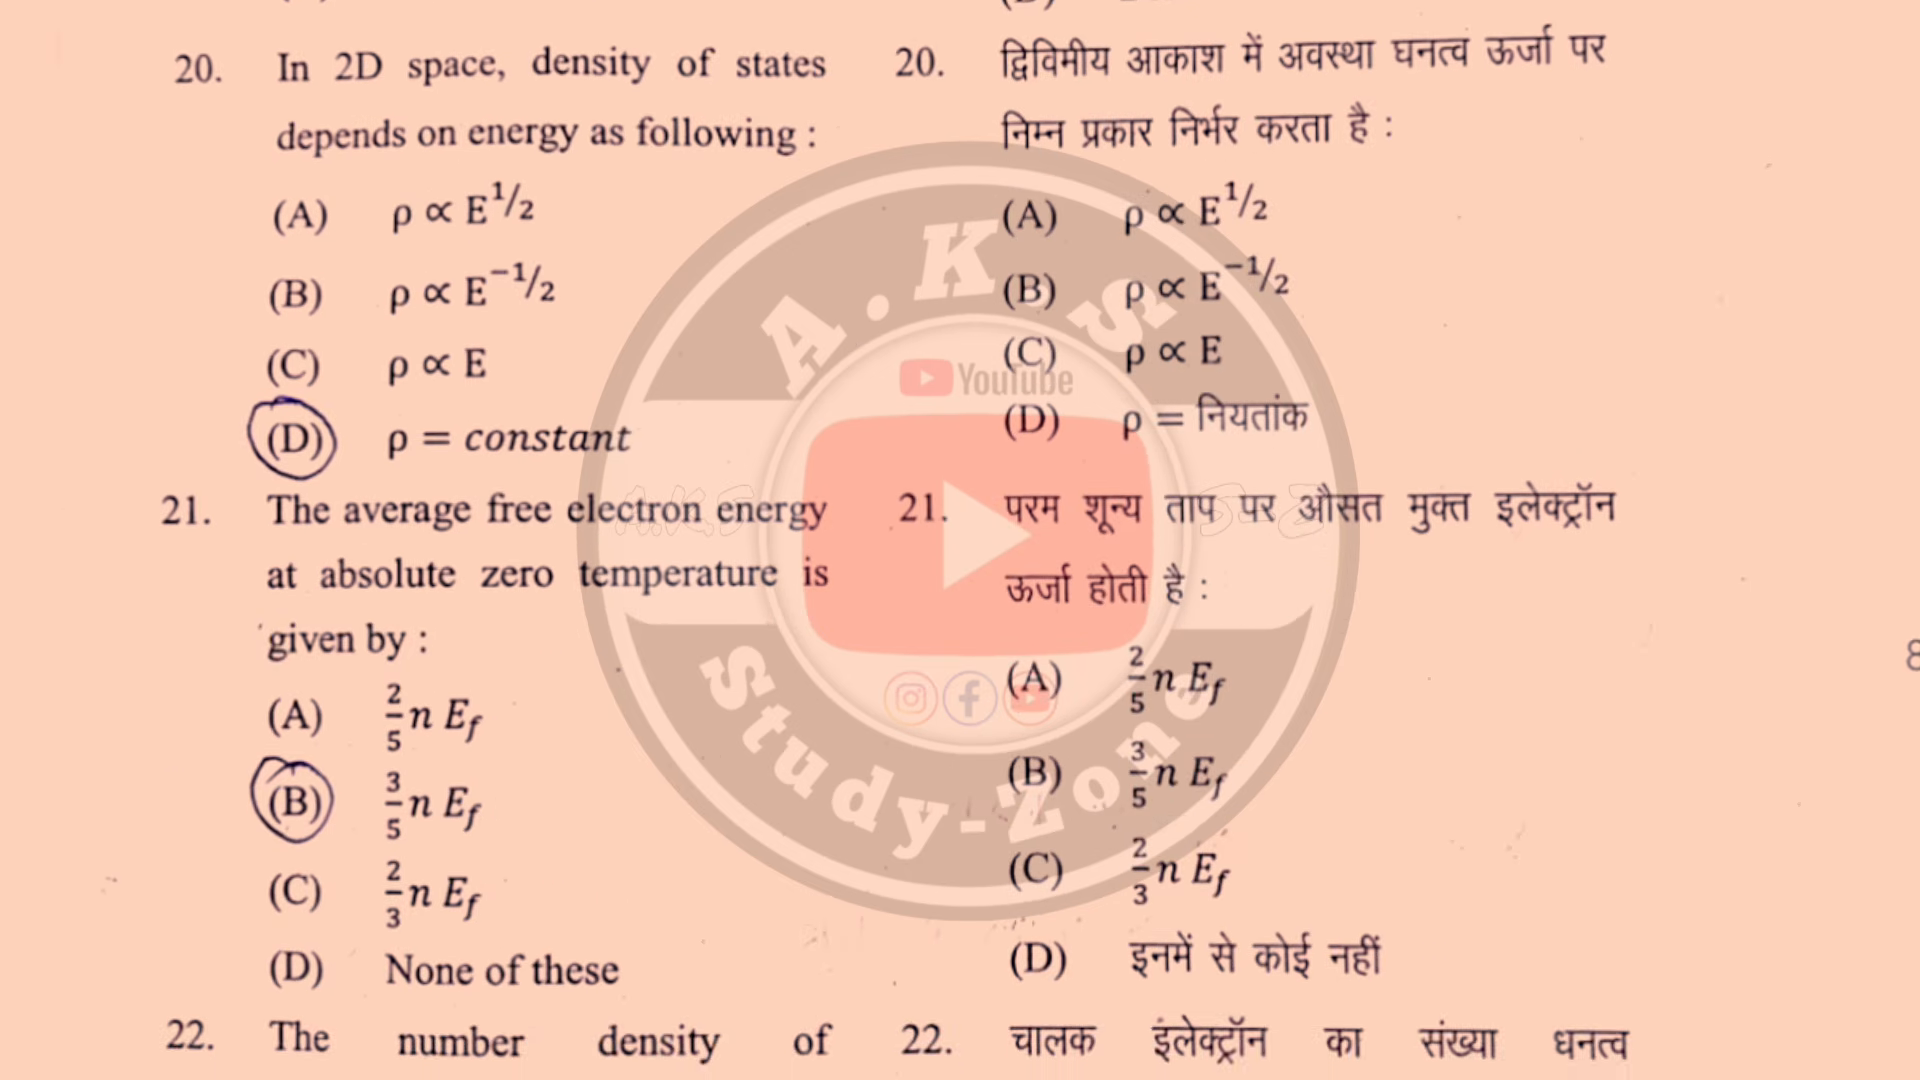 20. In 2D space, density of states
depends on energy as following :
(A) ρ ∝ E^1/2
(B) ρ ∝ E^−1/2
(C) ρ ∝ E
(D) ρ = constant
21. The average free electron energy
at absolute zero temperature is
given by :
(A) 2/5 n E_f
(B) 3/5 n E_f
(C) 2/3 n E_f
(D) None of these
22. The number density of
20. द्विविमीय आकाश में अवस्था घनत्व ऊर्जा पर
निम्न प्रकार निर्भर करता है :
(A) ρ ∝ E^1/2
(B) ρ ∝ E^−1/2
(C) ρ ∝ E
(D) ρ = नियतांक
21. परम शून्य ताप पर औसत मुक्त इलेक्ट्रॉन
ऊर्जा होती है :
(A) 2/5 n E_f
(B) 3/5 n E_f
(C) 2/3 n E_f
(D) इनमें से कोई नहीं
22. चालक इलेक्ट्रॉन का संख्या धनत्व
8
A.K.S
YouTube
Study-Zone